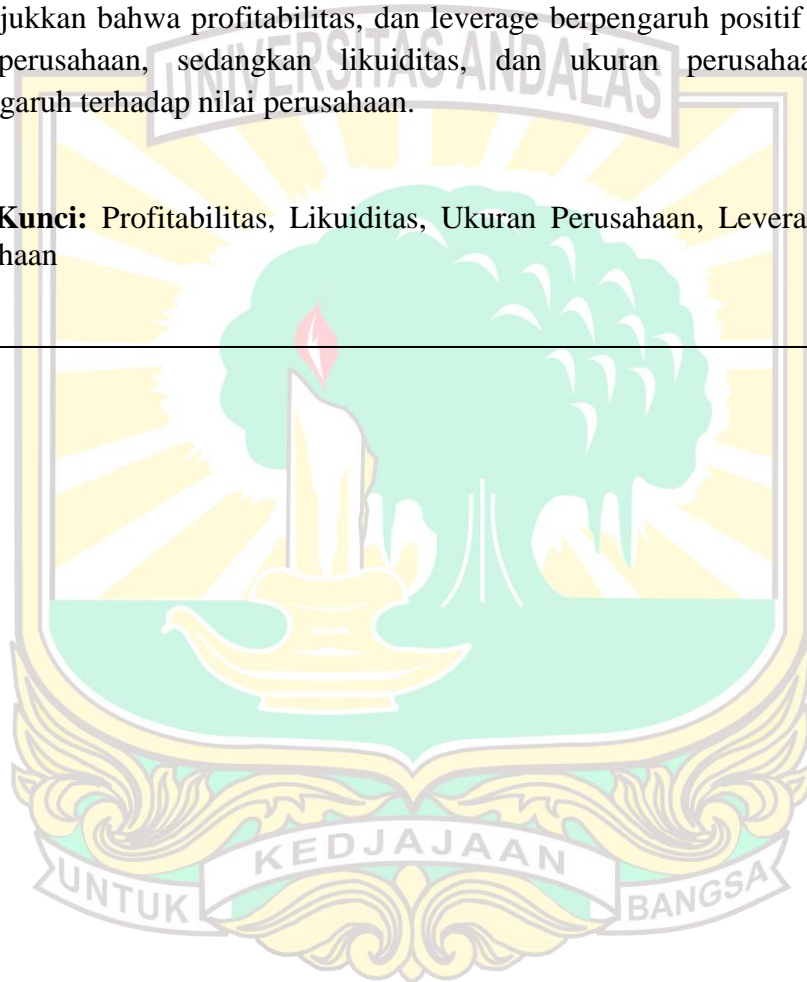 jukkan bahwa profitabilitas, dan leverage berpengaruh positif
perusahaan, sedangkan likuiditas, dan ukuran perusahaa
garuh terhadap nilai perusahaan.
Kunci: Profitabilitas, Likuiditas, Ukuran Perusahaan, Levera
haan
UNIVERSITAS ANDALAS
UNTUK KEDJAJAAN BANGSA